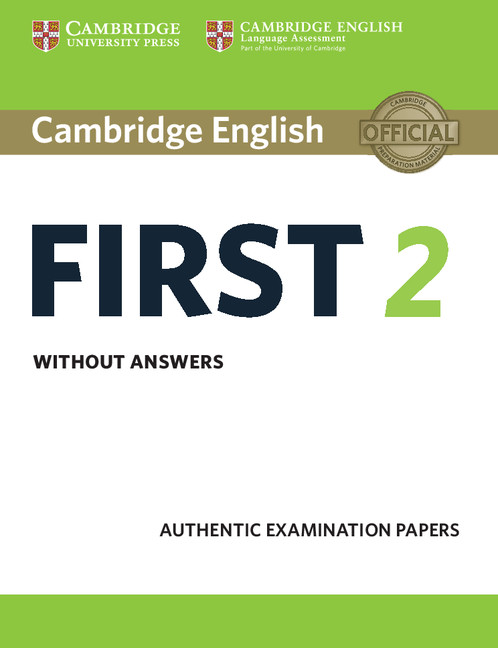 CAMBRIDGE
UNIVERSITY PRESS
CAMBRIDGE ENGLISH
Language Assessment
Part of the University of Cambridge
Cambridge English
CAMBRIDGE
OFFICIAL
PREPARATION MATERIAL
FIRST 2
WITHOUT ANSWERS
AUTHENTIC EXAMINATION PAPERS